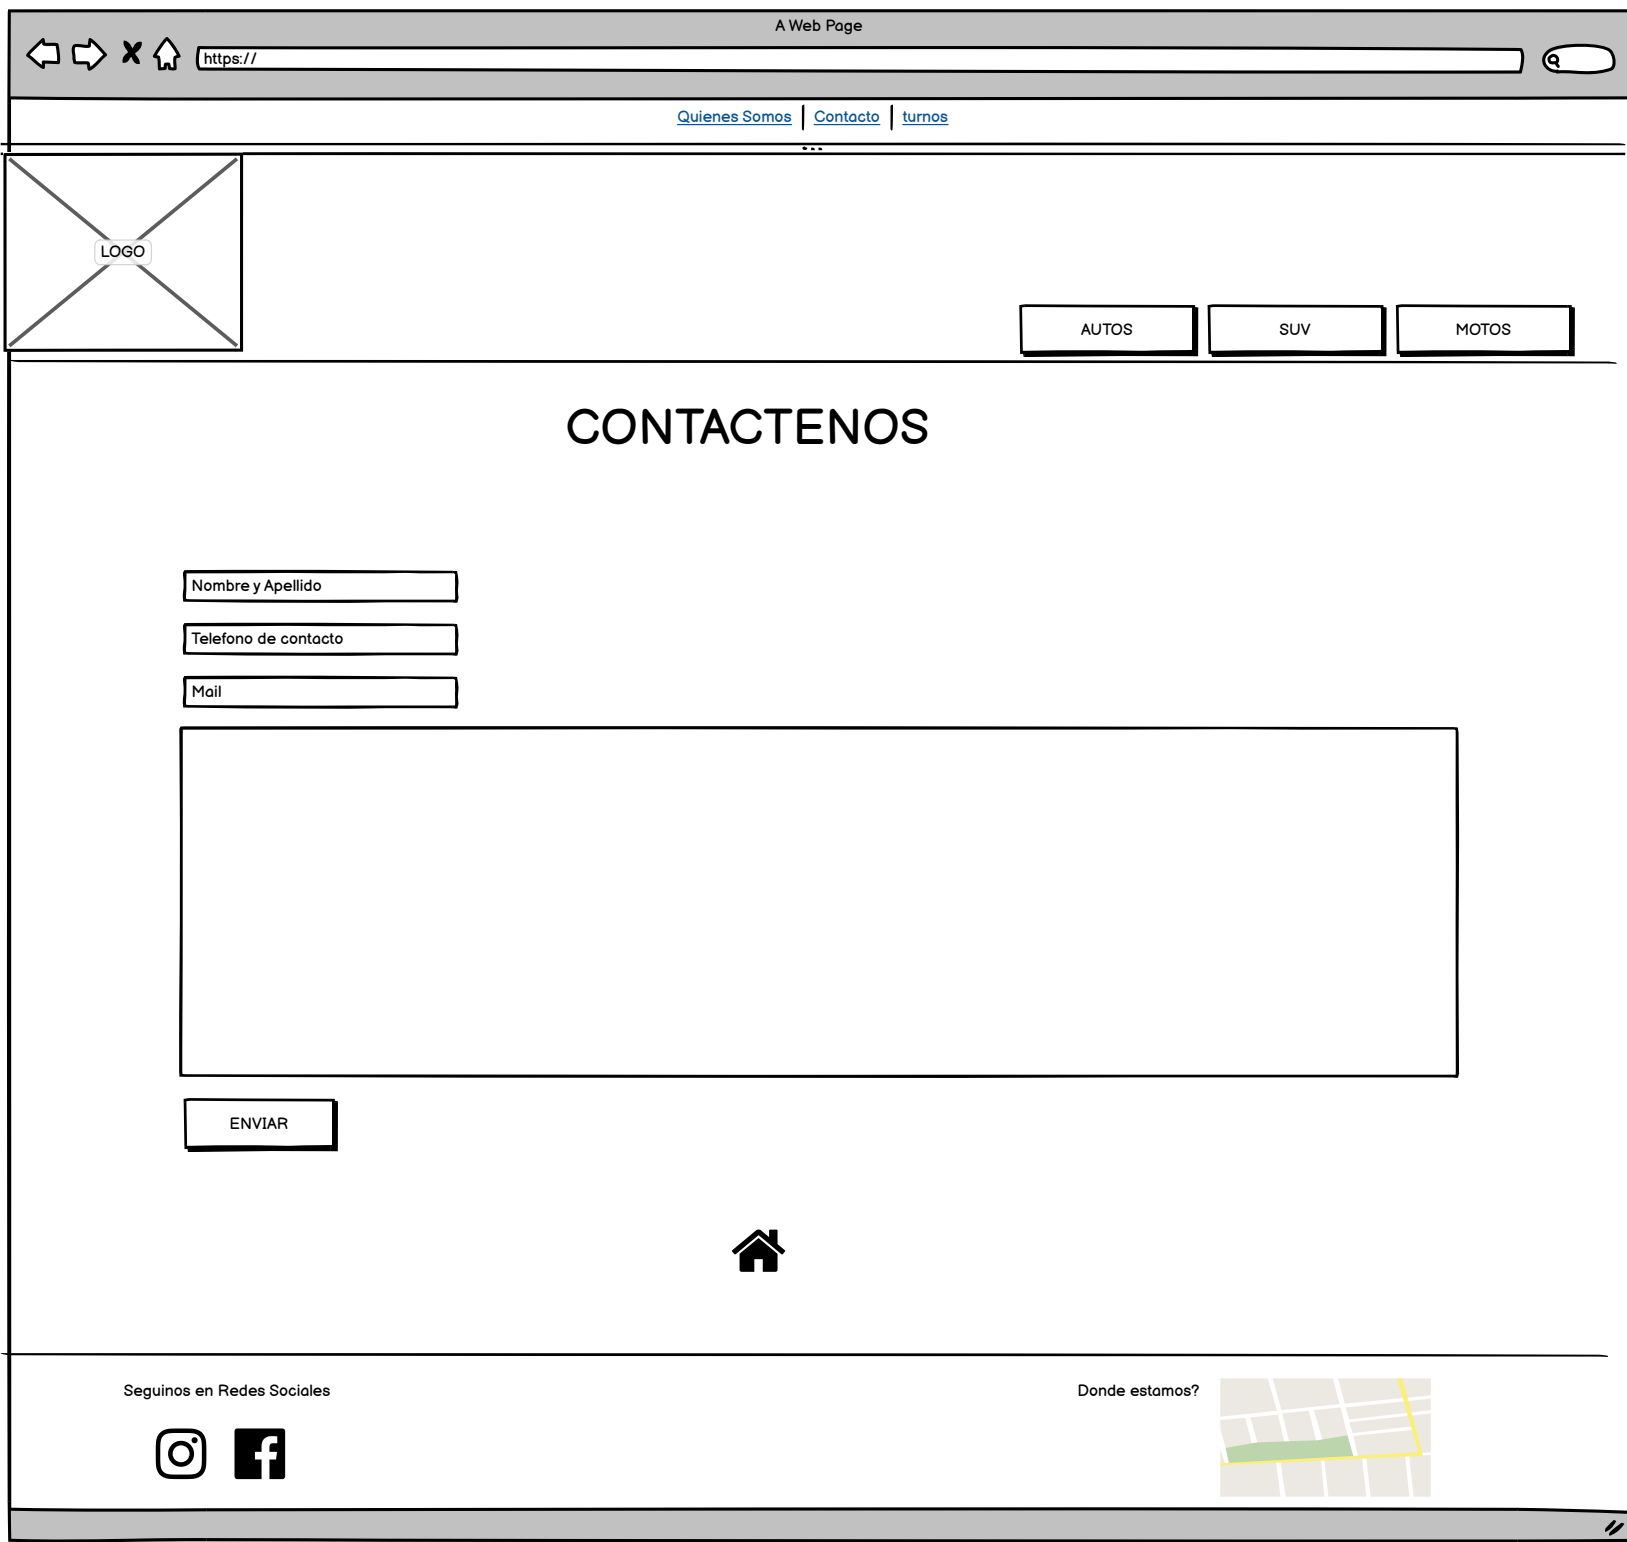 A Web Page
https://
Quienes Somos | Contacto | turnos
LOGO
AUTOS
SUV
MOTOS
CONTACTENOS
Nombre y Apellido
Telefono de contacto
Mail
ENVIAR
Seguinos en Redes Sociales
Donde estamos?